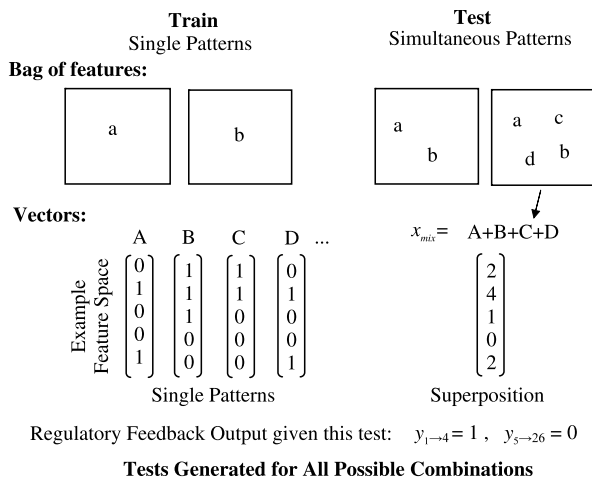 Train
Single Patterns
Test
Simultaneous Patterns
Bag of features:
a
b
a
b
a c
d b
Vectors:
A B C D ...
x_mix = A+B+C+D
Example
Feature Space
0 1 1 0
1 1 1 1
0 1 0 0
0 0 0 0
1 0 0 1
2
4
1
0
2
Single Patterns
Superposition
Regulatory Feedback Output given this test: y_1→4 = 1 , y_5→26 = 0
Tests Generated for All Possible Combinations